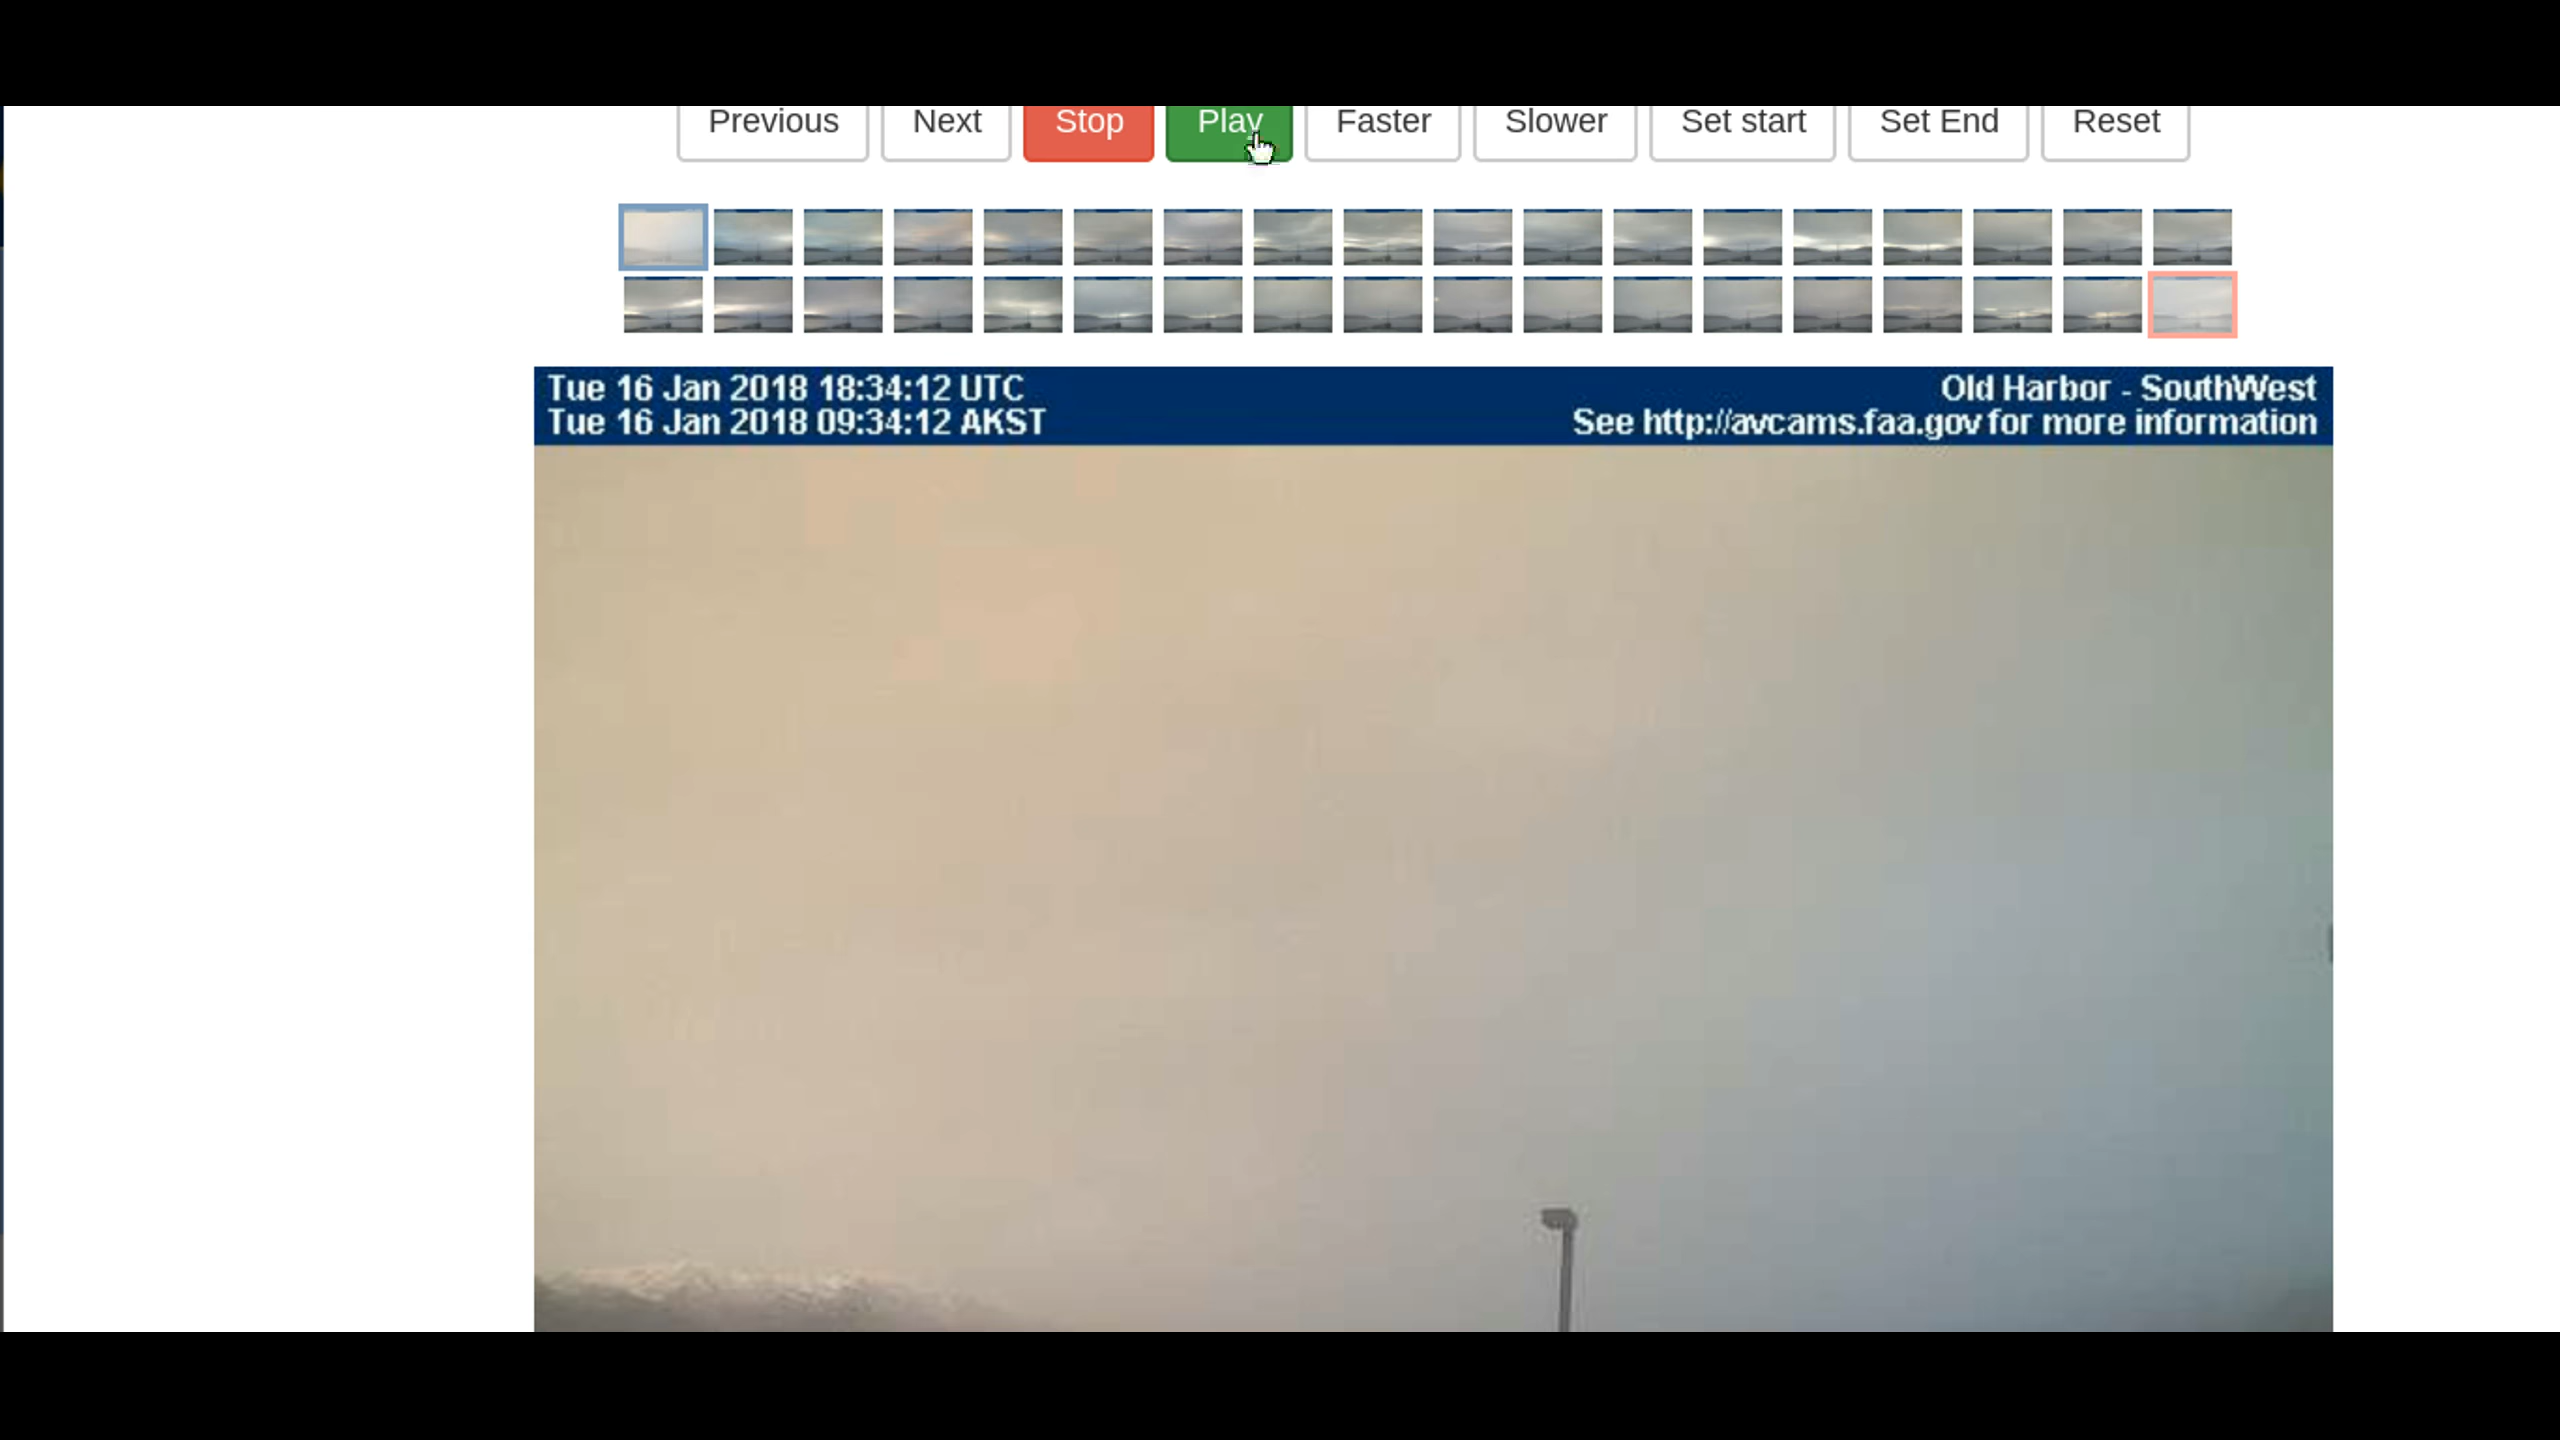 Previous Next Stop Play Faster Slower Set start Set End Reset
Tue 16 Jan 2018 18:34:12 UTC
Old Harbor - SouthWest
Tue 16 Jan 2018 09:34:12 AKST
See http://avcams.faa.gov for more information